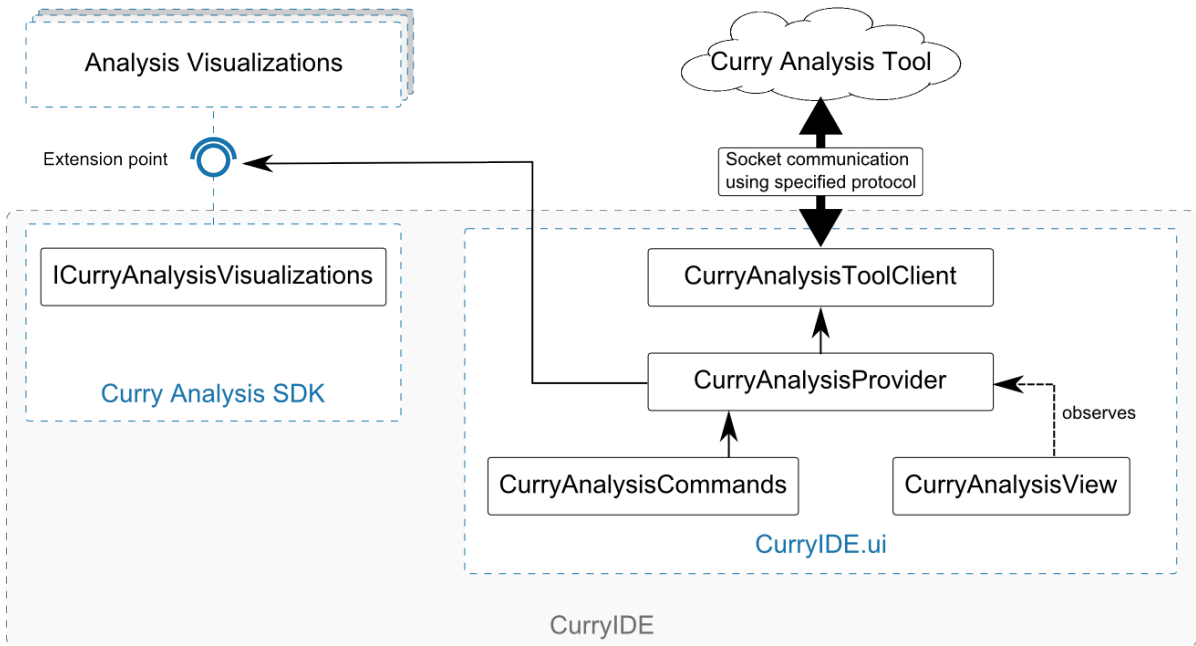 Analysis Visualizations
Curry Analysis Tool
Extension point
Socket communication
using specified protocol
ICurryAnalysisVisualizations
CurryAnalysisToolClient
Curry Analysis SDK
CurryAnalysisProvider
observes
CurryAnalysisCommands
CurryAnalysisView
CurryIDE.ui
CurryIDE